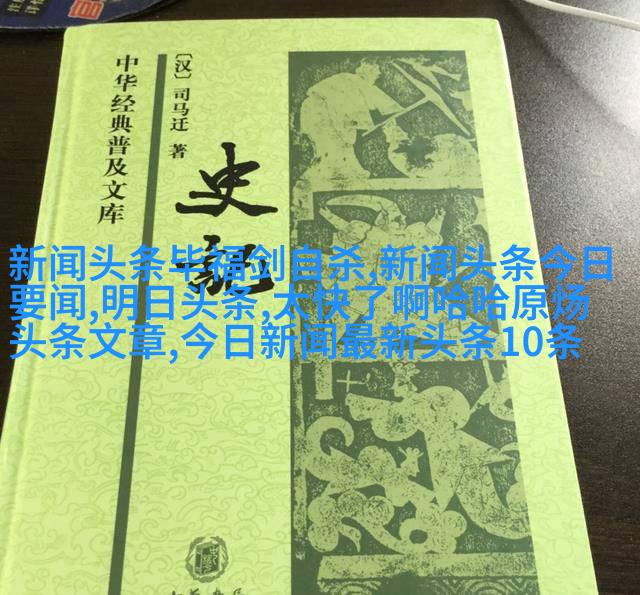 中华经典普及文库
〔汉〕司马迁 著
史记
新闻头条毕福剑自杀,新闻头条今日
要闻,明日头条,太快了啊哈哈原炀
头条文章,今日新闻最新头条10条